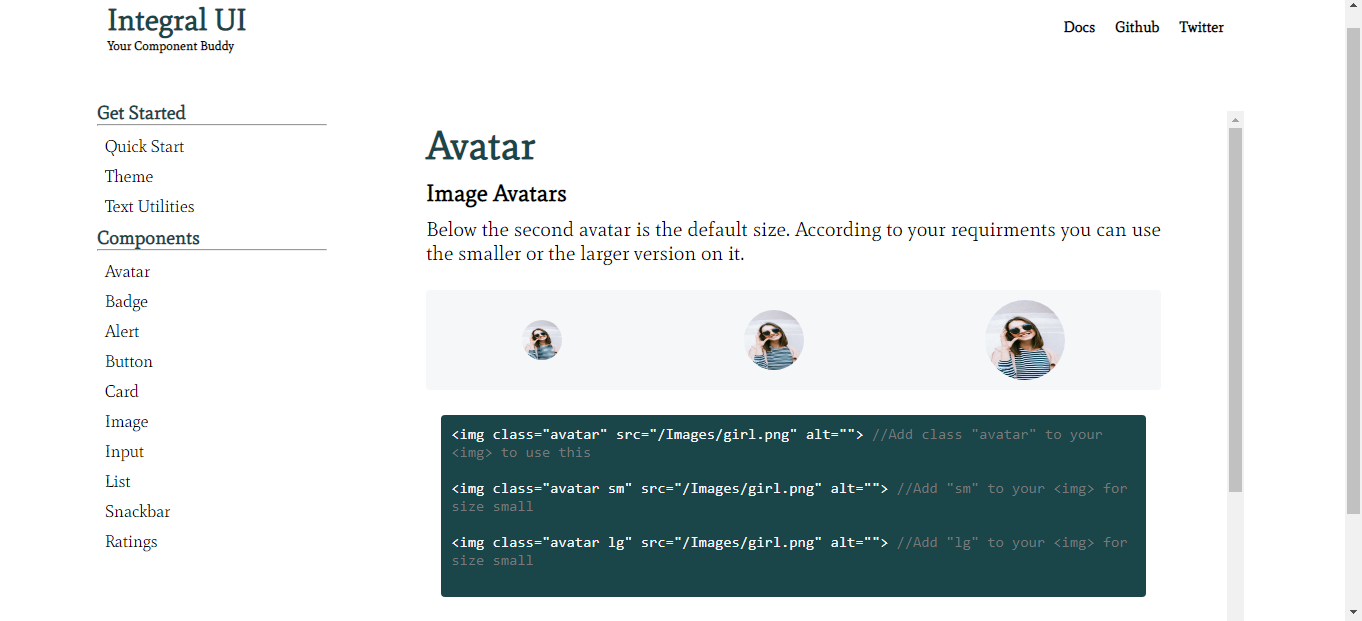 Integral UI
Your Component Buddy
Docs Github Twitter
Get Started
Quick Start
Theme
Text Utilities
Components
Avatar
Badge
Alert
Button
Card
Image
Input
List
Snackbar
Ratings
Avatar
Image Avatars
Below the second avatar is the default size. According to your requirments you can use
the smaller or the larger version on it.
<img class="avatar" src="/Images/girl.png" alt=""> //Add class "avatar" to your
<img> to use this
<img class="avatar sm" src="/Images/girl.png" alt=""> //Add "sm" to your <img> for
size small
<img class="avatar lg" src="/Images/girl.png" alt=""> //Add "lg" to your <img> for
size small